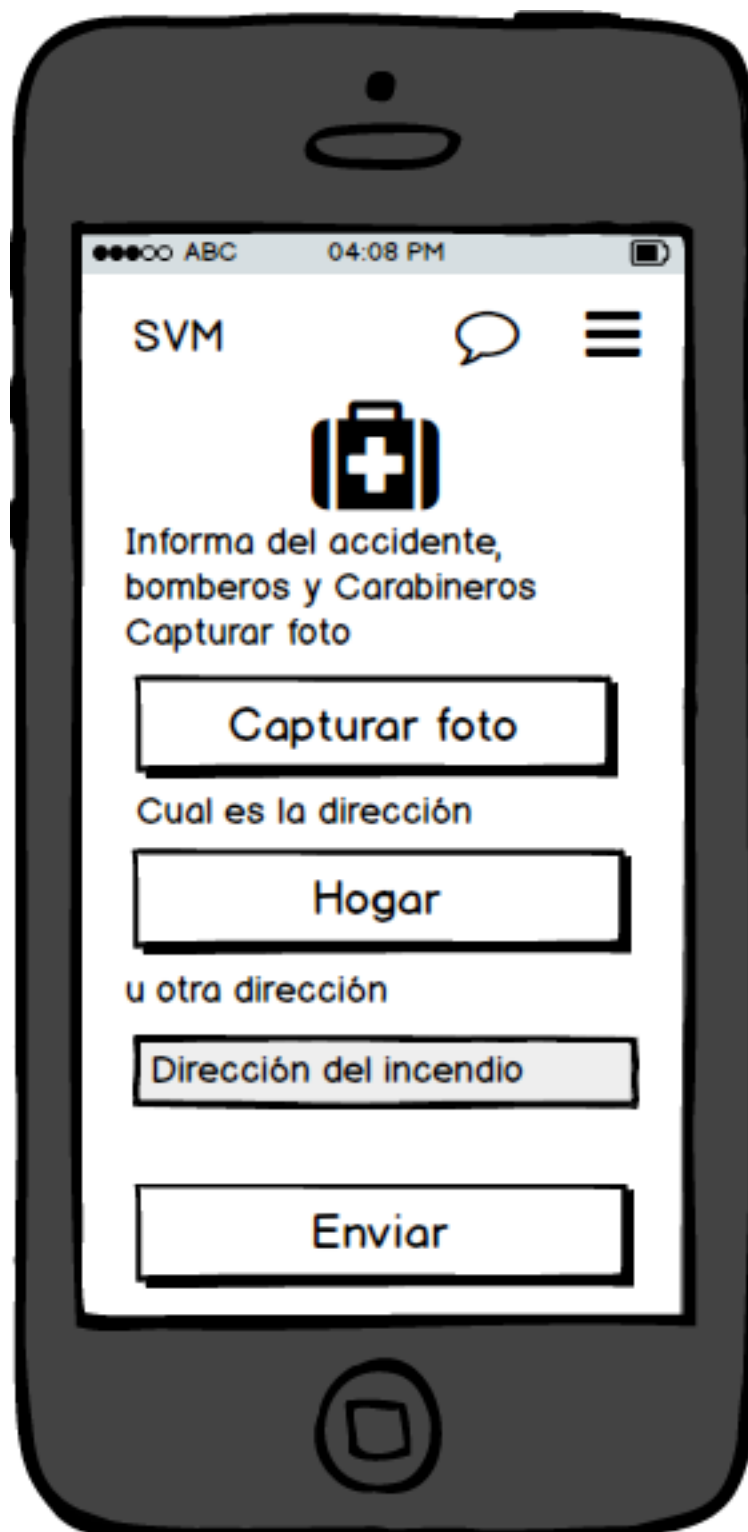 ABC 04:08 PM
SVM
Informa del accidente,
bomberos y Carabineros
Capturar foto
Capturar foto
Cual es la dirección
Hogar
u otra dirección
Dirección del incendio
Enviar